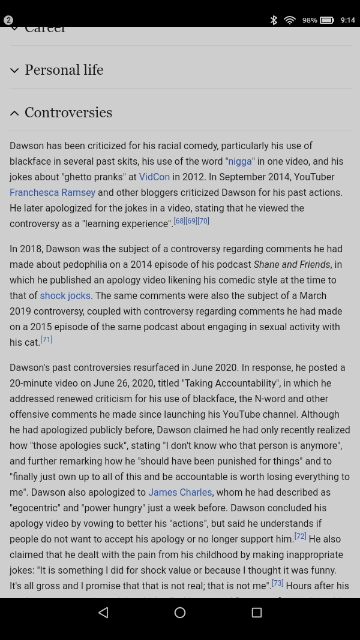 2 98% 9:14
Career
Personal life
Controversies
Dawson has been criticized for his racial comedy, particularly his use of
blackface in several past skits, his use of the word "nigga" in one video, and his
jokes about "ghetto pranks" at VidCon in 2012. In September 2014, YouTuber
Franchesca Ramsey and other bloggers criticized Dawson for his past actions.
He later apologized for the jokes in a video, stating that he viewed the
controversy as a "learning experience".[68][69][70]
In 2018, Dawson was the subject of a controversy regarding comments he had
made about pedophilia on a 2014 episode of his podcast Shane and Friends, in
which he published an apology video likening his comedic style at the time to
that of shock jocks. The same comments were also the subject of a March
2019 controversy, coupled with controversy regarding comments he had made
on a 2015 episode of the same podcast about engaging in sexual activity with
his cat.[71]
Dawson's past controversies resurfaced in June 2020. In response, he posted a
20-minute video on June 26, 2020, titled "Taking Accountability", in which he
addressed renewed criticism for his use of blackface, the N-word and other
offensive comments he made since launching his YouTube channel. Although
he had apologized publicly before, Dawson claimed he had only recently realized
how "those apologies suck", stating "I don't know who that person is anymore",
and further remarking how he "should have been punished for things" and to
"finally just own up to all of this and be accountable is worth losing everything to
me". Dawson also apologized to James Charles, whom he had described as
"egocentric" and "power hungry" just a week before. Dawson concluded his
apology video by vowing to better his "actions", but said he understands if
people do not want to accept his apology or no longer support him.[72] He also
claimed that he dealt with the pain from his childhood by making inappropriate
jokes: "It is something I did for shock value or because I thought it was funny.
It's all gross and I promise that that is not real; that is not me".[73] Hours after his